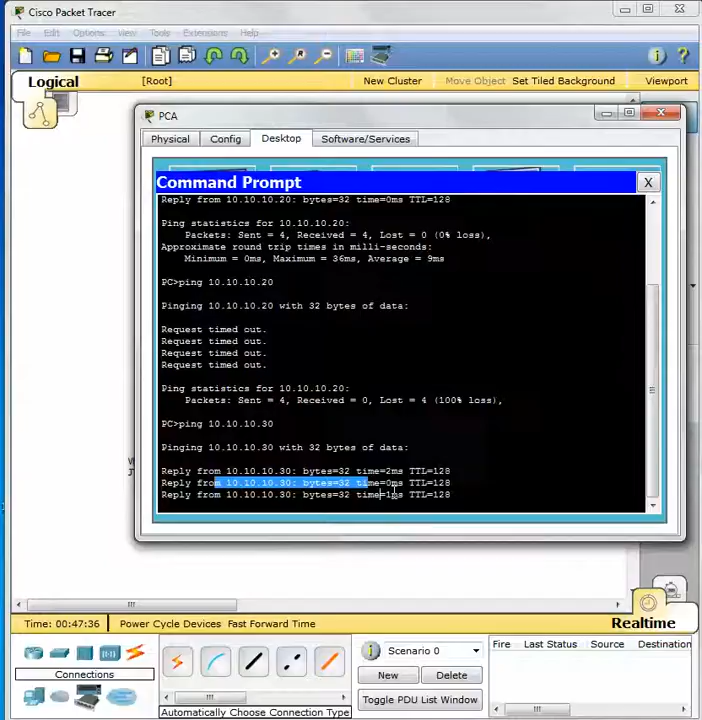 Cisco Packet Tracer
File Edit Options View Tools Extensions Help
i ?
Logical [Root] New Cluster Move Object Set Tiled Background Viewport
PCA
Physical Config Desktop Software/Services
Command Prompt X
Reply from 10.10.10.20: bytes=32 time=0ms TTL=128
Ping statistics for 10.10.10.20:
Packets: Sent = 4, Received = 4, Lost = 0 (0% loss),
Approximate round trip times in milli-seconds:
Minimum = 0ms, Maximum = 36ms, Average = 9ms
PC>ping 10.10.10.20
Pinging 10.10.10.20 with 32 bytes of data:
Request timed out.
Request timed out.
Request timed out.
Request timed out.
Ping statistics for 10.10.10.20:
Packets: Sent = 4, Received = 0, Lost = 4 (100% loss),
PC>ping 10.10.10.30
Pinging 10.10.10.30 with 32 bytes of data:
Reply from 10.10.10.30: bytes=32 time=2ms TTL=128
Reply from 10.10.10.30: bytes=32 time=0ms TTL=128
Reply from 10.10.10.30: bytes=32 time=1ms TTL=128
Time: 00:47:36 Power Cycle Devices Fast Forward Time Realtime
Scenario 0
Fire Last Status Source Destination
New Delete
Connections
Toggle PDU List Window
Automatically Choose Connection Type